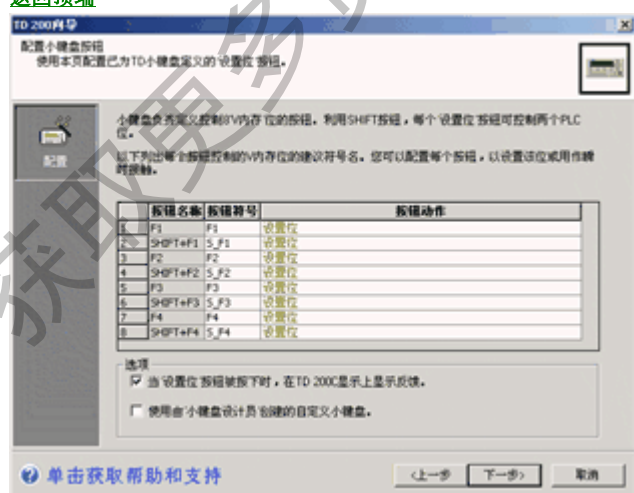 返回顶端
TD 200向导
配置小键盘按钮
使用本页配置已为TD小键盘定义的'设置位'按钮。
配置
小键盘负责定义控制8V内存 位的按钮。利用SHIFT按钮，每个'设置位'按钮可控制两个PLC
位。
以下列出每个按钮控制的V内存位的建议符号名。您可以配置每个按钮，以设置该位或用作瞬
时接触。
按钮名称 按钮符号 按钮动作
1 F1 F1 设置位
2 SHIFT+F1 S_F1 设置位
3 F2 F2 设置位
4 SHIFT+F2 S_F2 设置位
5 F3 F3 设置位
6 SHIFT+F3 S_F3 设置位
7 F4 F4 设置位
8 SHIFT+F4 S_F4 设置位
选项
当'设置位'按钮被按下时，在TD 200C显示上显示反馈。
使用由'小键盘设计员'创建的自定义小键盘。
单击获取帮助和支持
<上一步 下一步> 取消
获取更多